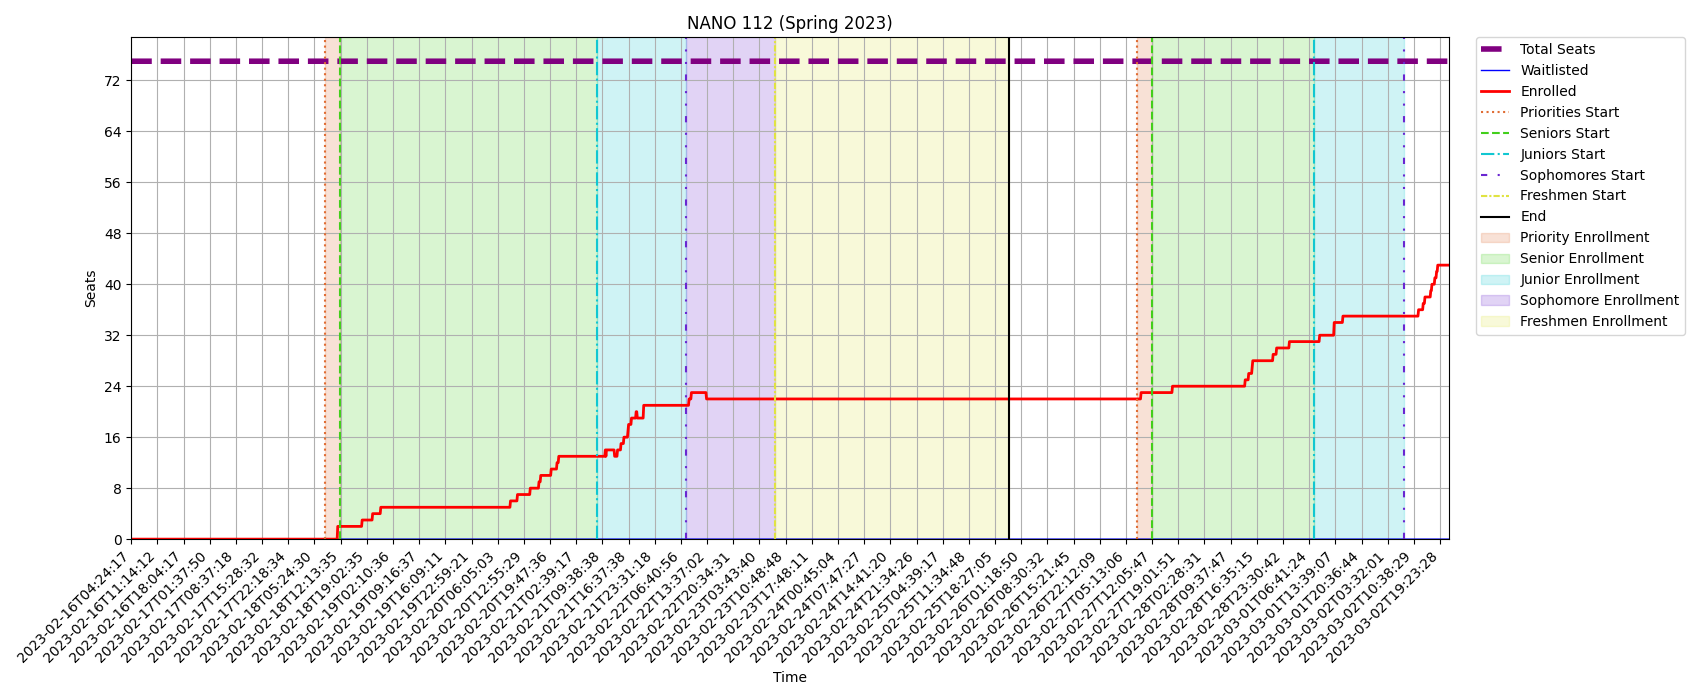 NANO 112 (Spring 2023)
Seats
72
64
56
48
40
32
24
16
8
0
2023-02-16T04:24:17
2023-02-16T11:14:12
2023-02-16T18:04:17
2023-02-17T01:37:50
2023-02-17T08:37:18
2023-02-17T15:28:32
2023-02-17T22:18:34
2023-02-18T05:24:30
2023-02-18T12:13:35
2023-02-18T19:02:35
2023-02-19T02:10:36
2023-02-19T09:16:37
2023-02-19T16:09:11
2023-02-19T22:59:21
2023-02-20T06:05:03
2023-02-20T12:55:29
2023-02-20T19:47:36
2023-02-21T02:39:17
2023-02-21T09:38:38
2023-02-21T16:37:38
2023-02-21T23:31:18
2023-02-22T06:40:56
2023-02-22T13:37:02
2023-02-22T20:34:31
2023-02-23T03:43:40
2023-02-23T10:48:48
2023-02-23T17:48:11
2023-02-24T00:45:04
2023-02-24T07:47:27
2023-02-24T14:41:20
2023-02-24T21:34:26
2023-02-25T04:39:17
2023-02-25T11:34:48
2023-02-25T18:27:05
2023-02-26T01:18:50
2023-02-26T08:30:32
2023-02-26T15:21:45
2023-02-26T22:12:09
2023-02-27T05:13:06
2023-02-27T12:05:47
2023-02-27T19:01:51
2023-02-28T02:28:31
2023-02-28T09:37:47
2023-02-28T16:35:15
2023-02-28T23:30:42
2023-03-01T06:41:24
2023-03-01T13:39:07
2023-03-01T20:36:44
2023-03-02T03:32:01
2023-03-02T10:38:29
2023-03-02T19:23:28
Time
Total Seats
Waitlisted
Enrolled
Priorities Start
Seniors Start
Juniors Start
Sophomores Start
Freshmen Start
End
Priority Enrollment
Senior Enrollment
Junior Enrollment
Sophomore Enrollment
Freshmen Enrollment